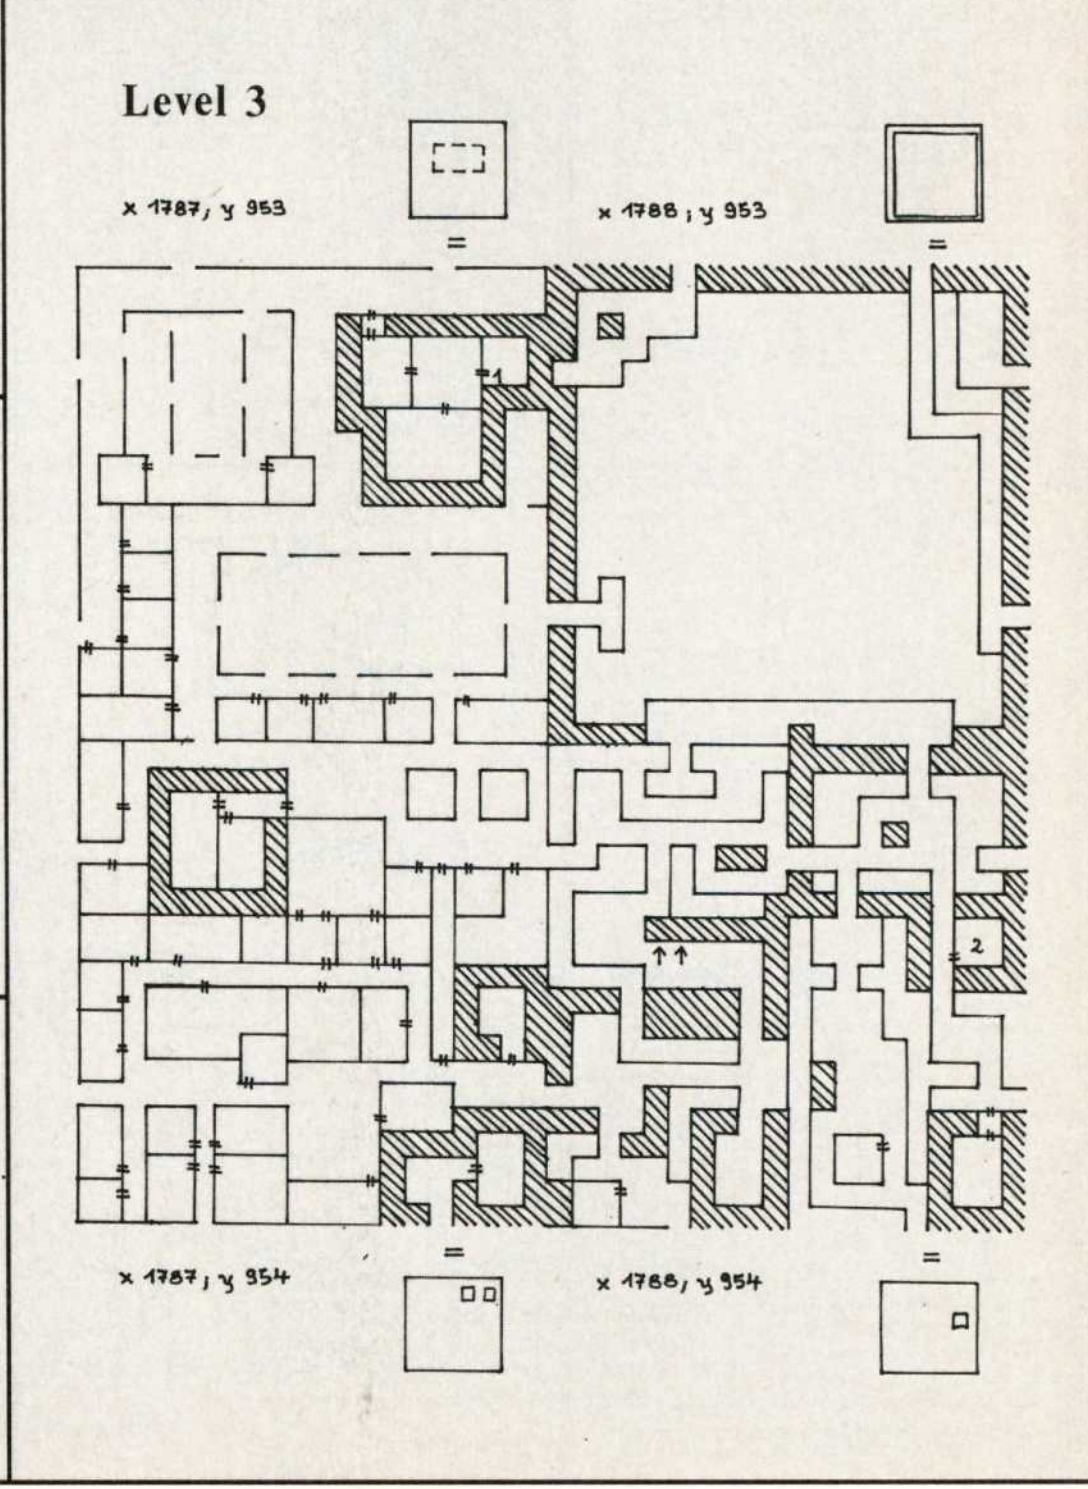 Level 3
x 1787; y 953
x 1788; y 953
=
=
1
2
↑ ↑
x 1787; y 954
x 1788; y 954
=
=